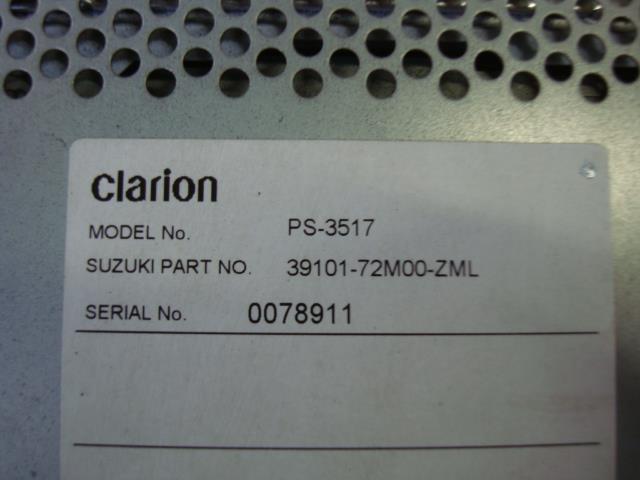 clarion
MODEL No. PS-3517
SUZUKI PART NO. 39101-72M00-ZML
SERIAL No. 0078911